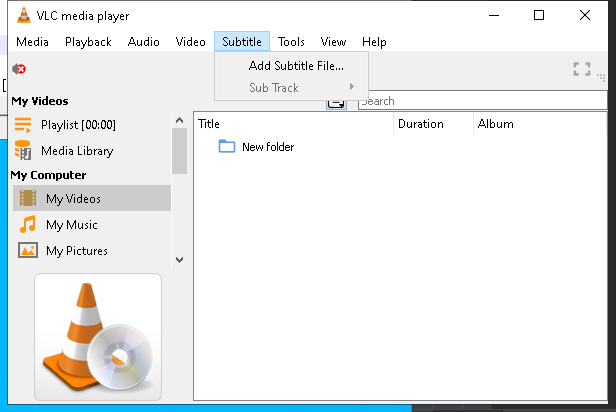 VLC media player
Media Playback Audio Video Subtitle Tools View Help
Add Subtitle File...
Sub Track
Search
My Videos
Playlist [00:00]
Media Library
My Computer
My Videos
My Music
My Pictures
Title Duration Album
New folder